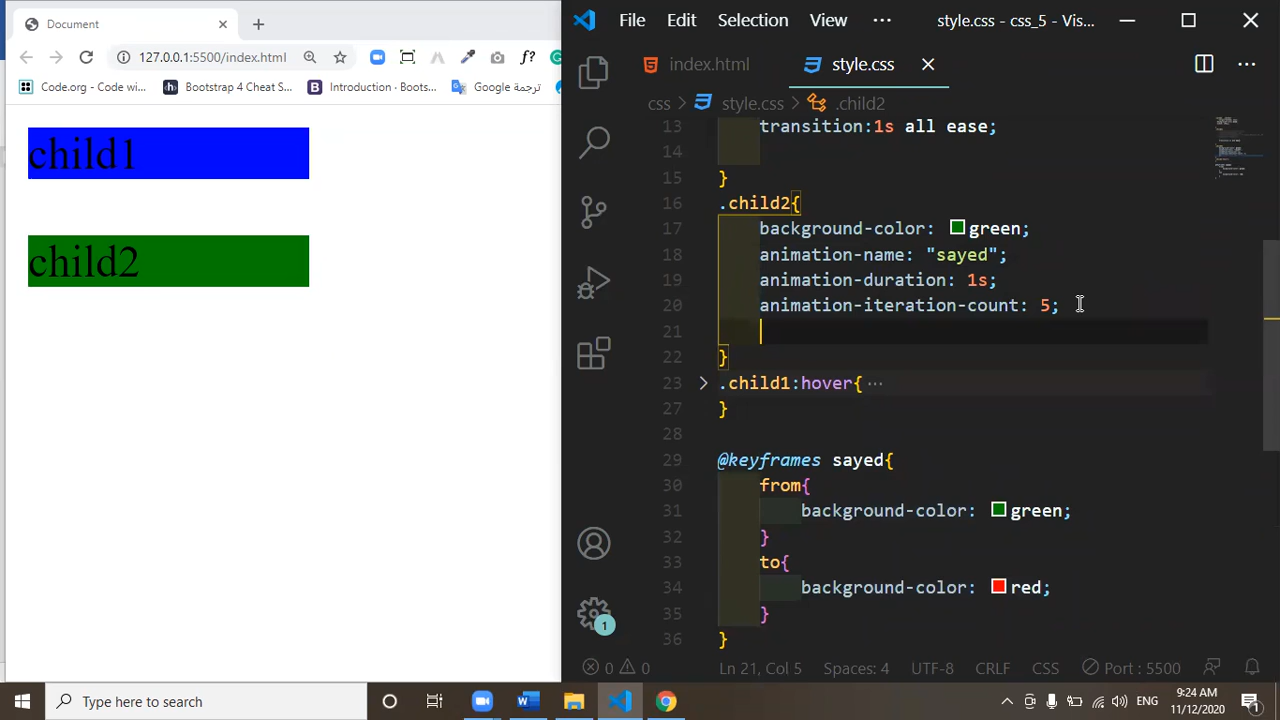 Document
127.0.0.1:5500/index.html
f?
Code.org - Code wi...
Bootstrap 4 Cheat S...
Introduction - Bootst...
ترجمة Google
child1
child2
File Edit Selection View ··· style.css - css_5 - Vis...
index.html
style.css
css > style.css > .child2
13 transition:1s all ease;
14
15 }
16 .child2{
17 background-color: green;
18 animation-name: "sayed";
19 animation-duration: 1s;
20 animation-iteration-count: 5;
21
22 }
23 .child1:hover{ ···
27 }
28
29 @keyframes sayed{
30 from{
31 background-color: green;
32 }
33 to{
34 background-color: red;
35 }
36 }
1
0 0 Ln 21, Col 5 Spaces: 4 UTF-8 CRLF CSS Port : 5500
Type here to search
ENG
9:24 AM
11/12/2020
1